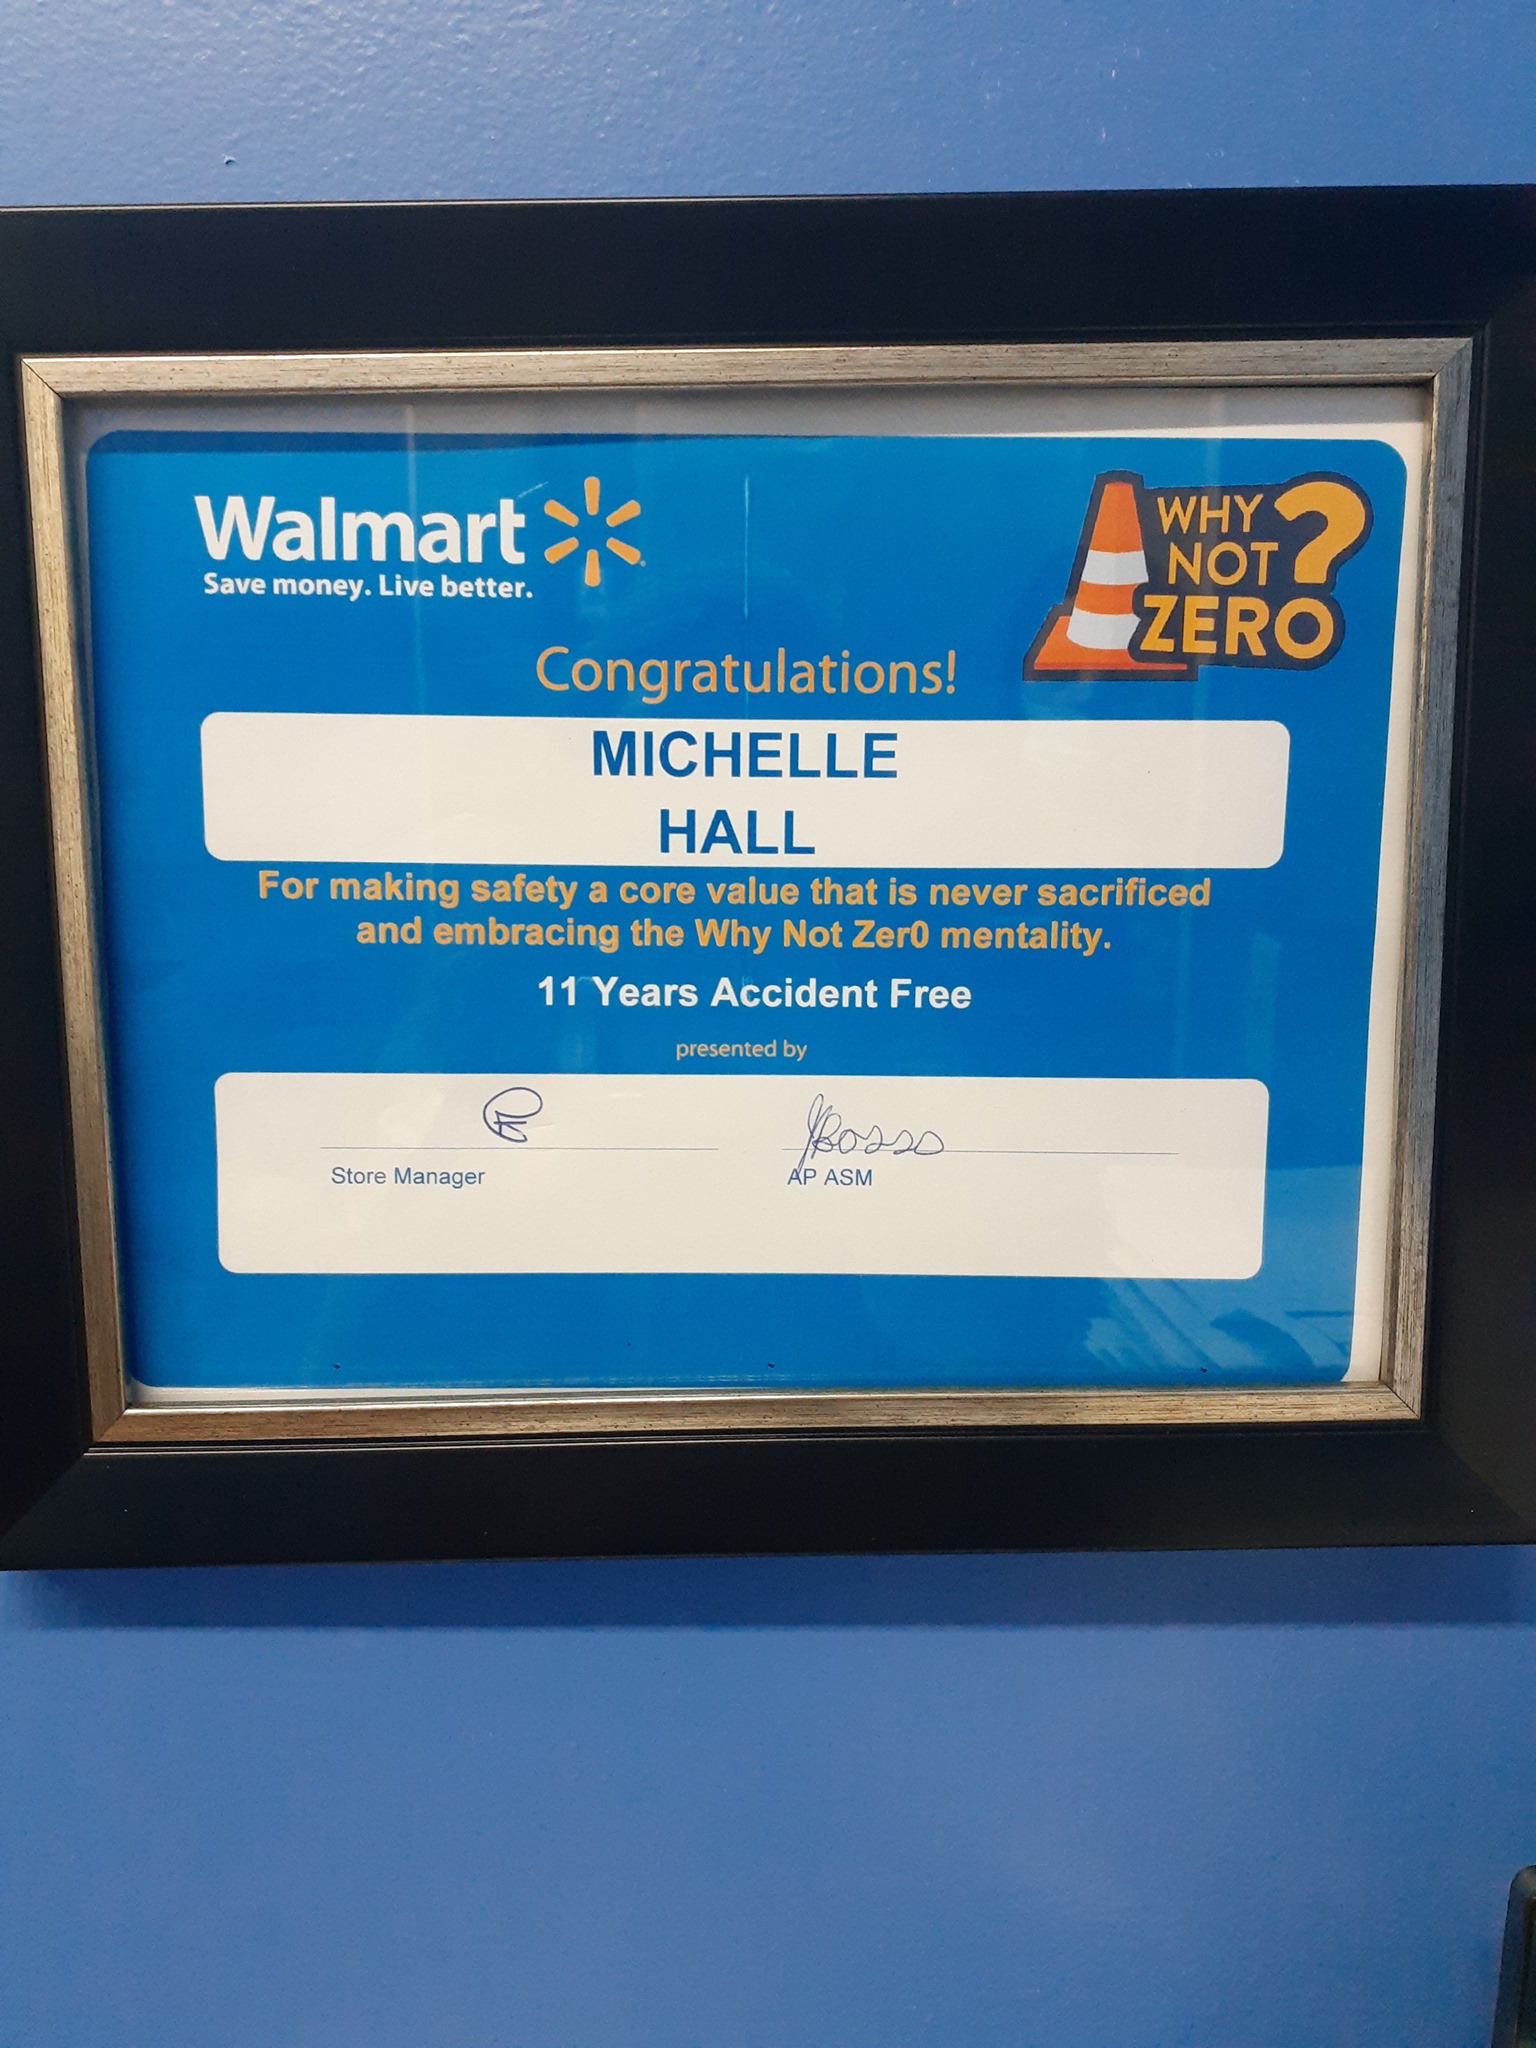 Walmart
Save money. Live better.
WHY
NOT ?
ZERO
Congratulations!
MICHELLE
HALL
For making safety a core value that is never sacrificed
and embracing the Why Not Zer0 mentality.
11 Years Accident Free
presented by
Store Manager
AP ASM